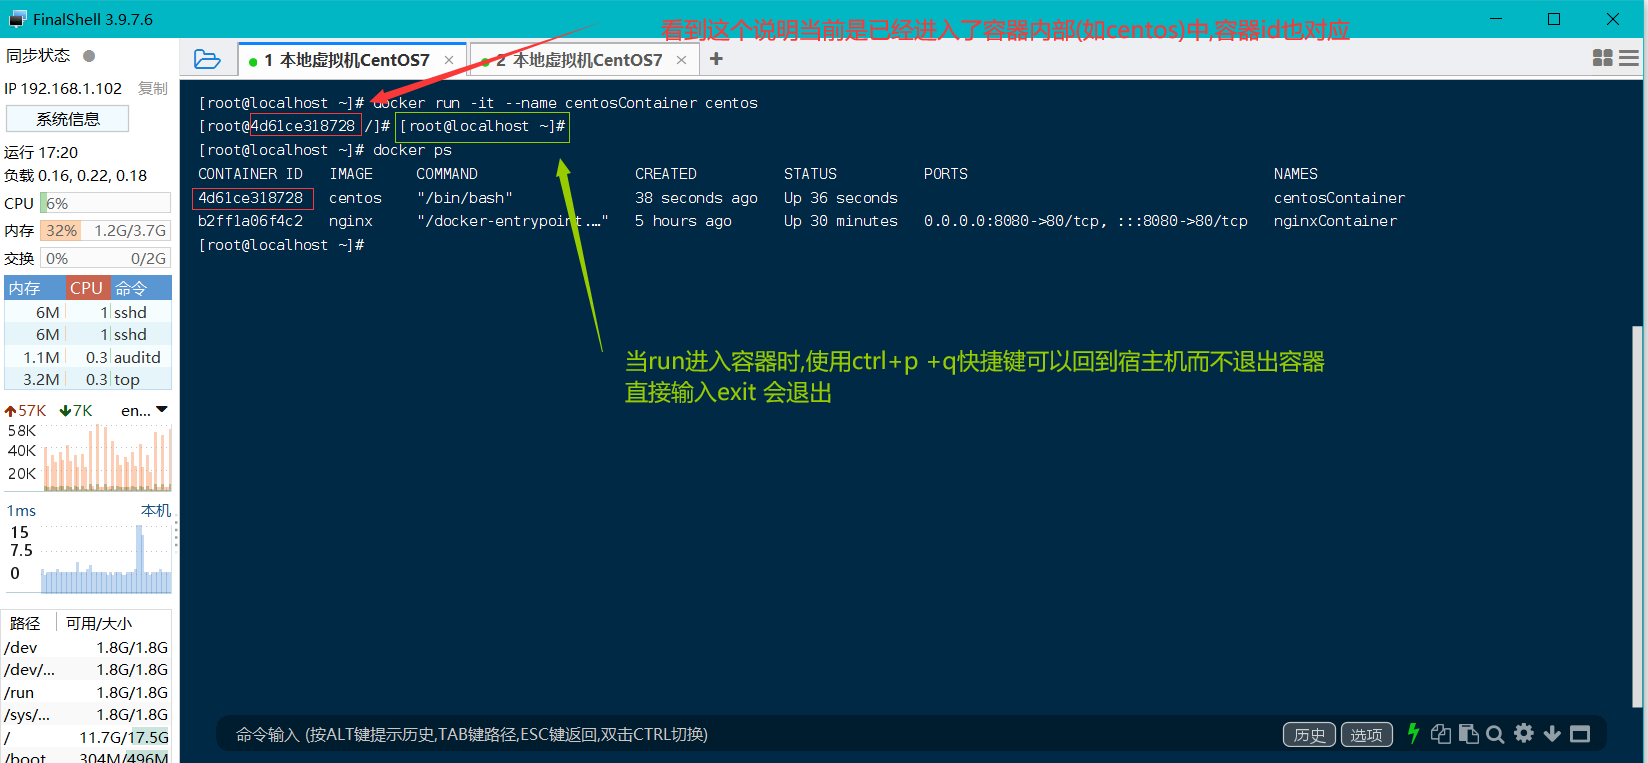 FinalShell 3.9.7.6
看到这个说明当前是已经进入了容器内部(如centos)中,容器id也对应
同步状态
1 本地虚拟机CentOS7
2 本地虚拟机CentOS7
IP 192.168.1.102 复制
系统信息
运行 17:20
负载 0.16, 0.22, 0.18
CPU 6%
内存 32% 1.2G/3.7G
交换 0% 0/2G
内存 CPU 命令
6M 1 sshd
6M 1 sshd
1.1M 0.3 auditd
3.2M 0.3 top
57K 7K en...
58K
40K
20K
1ms 本机
15
7.5
0
路径 可用/大小
/dev 1.8G/1.8G
/dev/... 1.8G/1.8G
/run 1.8G/1.8G
/sys/... 1.8G/1.8G
/ 11.7G/17.5G
/boot 304M/496M
[root@localhost ~]# docker run -it --name centosContainer centos
[root@4d61ce318728 /]# [root@localhost ~]#
[root@localhost ~]# docker ps
CONTAINER ID IMAGE COMMAND CREATED STATUS PORTS NAMES
4d61ce318728 centos "/bin/bash" 38 seconds ago Up 36 seconds centosContainer
b2ff1a06f4c2 nginx "/docker-entrypoint.…" 5 hours ago Up 30 minutes 0.0.0.0:8080->80/tcp, :::8080->80/tcp nginxContainer
[root@localhost ~]#
当run进入容器时,使用ctrl+p +q快捷键可以回到宿主机而不退出容器
直接输入exit 会退出
命令输入 (按ALT键提示历史,TAB键路径,ESC键返回,双击CTRL切换)
历史 选项